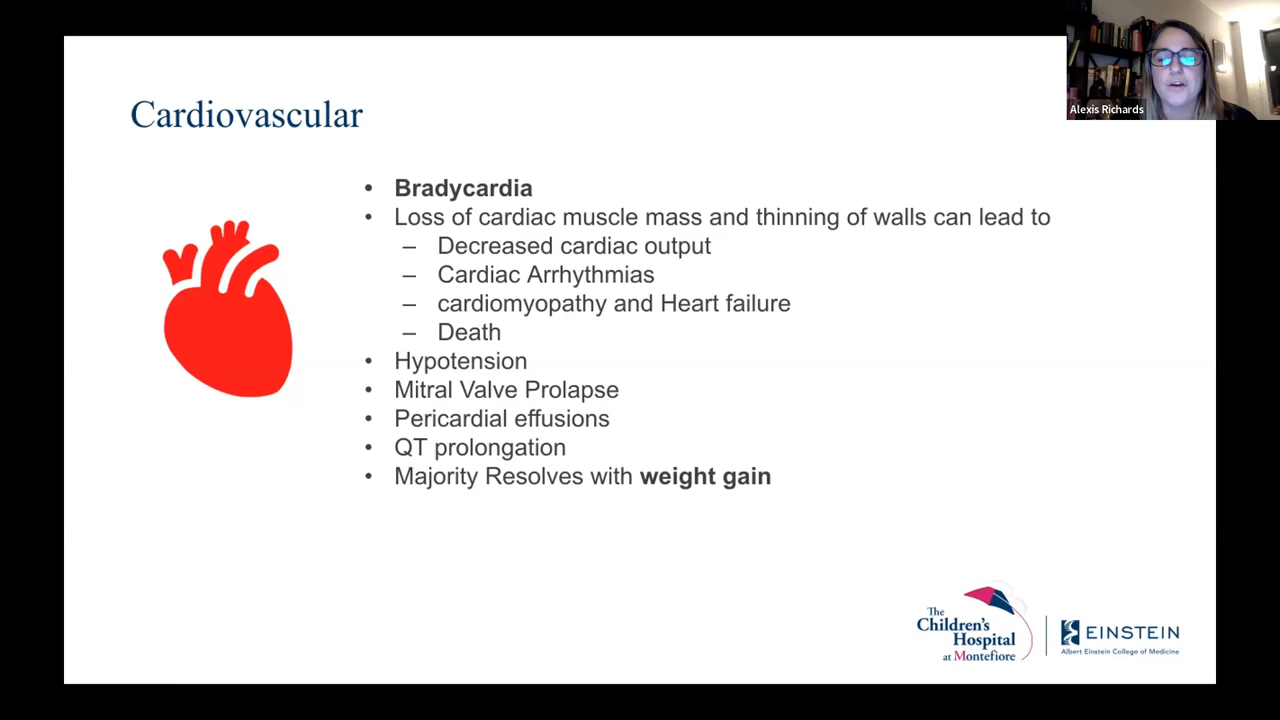 Cardiovascular
• Bradycardia
• Loss of cardiac muscle mass and thinning of walls can lead to
– Decreased cardiac output
– Cardiac Arrhythmias
– cardiomyopathy and Heart failure
– Death
• Hypotension
• Mitral Valve Prolapse
• Pericardial effusions
• QT prolongation
• Majority Resolves with weight gain
Alexis Richards
The
Children's
Hospital
at Montefiore
EINSTEIN
Albert Einstein College of Medicine